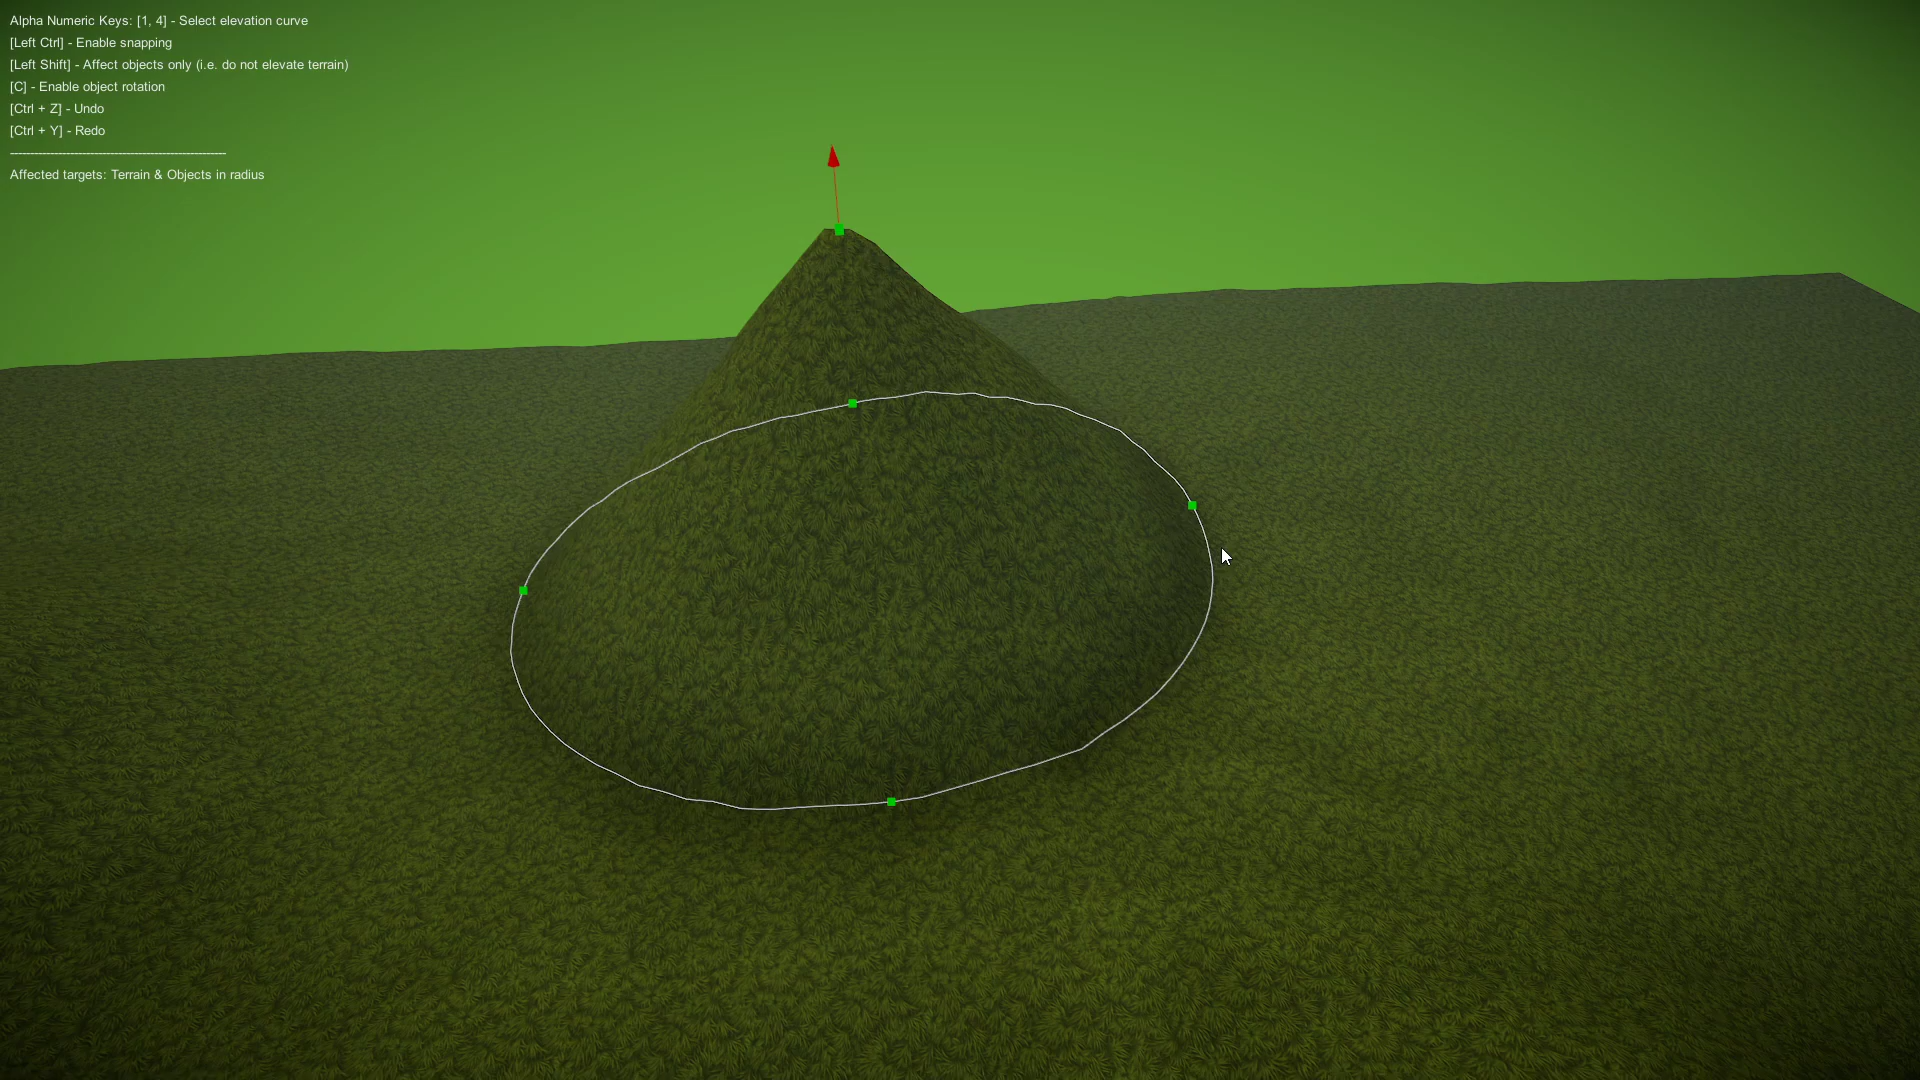 Alpha Numeric Keys: [1, 4] - Select elevation curve
[Left Ctrl] - Enable snapping
[Left Shift] - Affect objects only (i.e. do not elevate terrain)
[C] - Enable object rotation
[Ctrl + Z] - Undo
[Ctrl + Y] - Redo
------------------------------------------------------
Affected targets: Terrain & Objects in radius